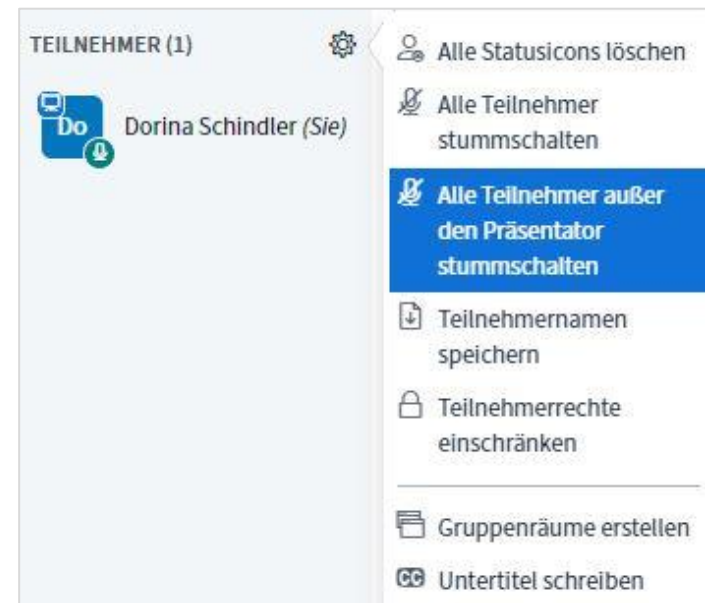 TEILNEHMER (1)
Do
Dorina Schindler (Sie)
Alle Statusicons löschen
Alle Teilnehmer
stummschalten
Alle Teilnehmer außer
den Präsentator
stummschalten
Teilnehmernamen
speichern
Teilnehmerrechte
einschränken
Gruppenräume erstellen
CC Untertitel schreiben